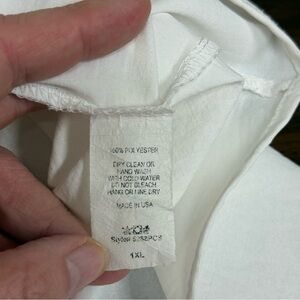 100% POLYESTER
DRY CLEAN OR
HAND WASH
WITH COLD WATER
DO NOT BLEACH
HANG OR LINE DRY
MADE IN USA
Style#
1XL